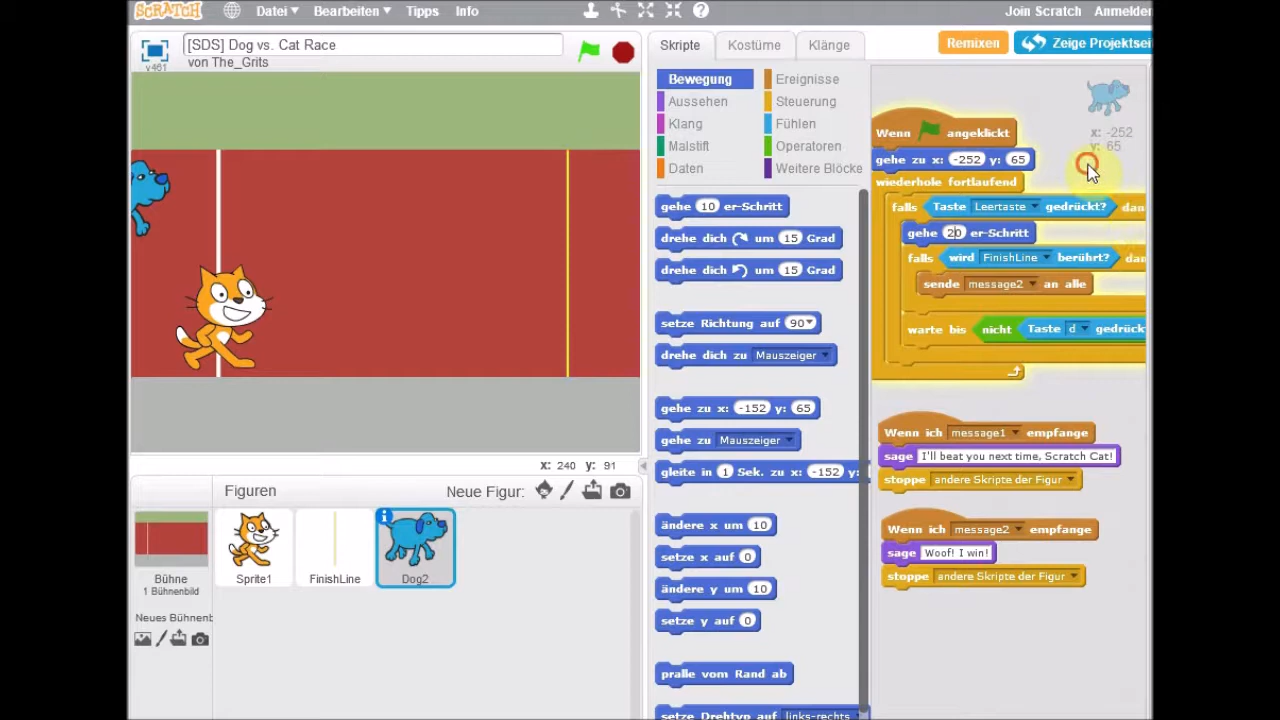 SCRATCH Datei Bearbeiten Tipps Info Join Scratch Anmelden
v461
[SDS] Dog vs. Cat Race
von The_Grits
Skripte Kostüme Klänge
Remixen Zeige Projektseit
Bewegung Ereignisse
Aussehen Steuerung
Klang Fühlen
Malstift Operatoren
Daten Weitere Blöcke
gehe 10 er-Schritt
drehe dich um 15 Grad
drehe dich um 15 Grad
setze Richtung auf 90
drehe dich zu Mauszeiger
gehe zu x: -152 y: 65
gehe zu Mauszeiger
gleite in 1 Sek. zu x: -152 y:
ändere x um 10
setze x auf 0
ändere y um 10
setze y auf 0
pralle vom Rand ab
setze Drehtyp auf links-rechts
x: -252
y: 65
Wenn angeklickt
gehe zu x: -252 y: 65
wiederhole fortlaufend
falls Taste Leertaste gedrückt? dan
gehe 20 er-Schritt
falls wird FinishLine berührt? dan
sende message2 an alle
warte bis nicht Taste d gedrück
Wenn ich message1 empfange
sage I'll beat you next time, Scratch Cat!
stoppe andere Skripte der Figur
Wenn ich message2 empfange
sage Woof! I win!
stoppe andere Skripte der Figur
x: 240 y: 91
Figuren Neue Figur:
Bühne
1 Bühnenbild
Neues Bühnenb
Sprite1
FinishLine
Dog2